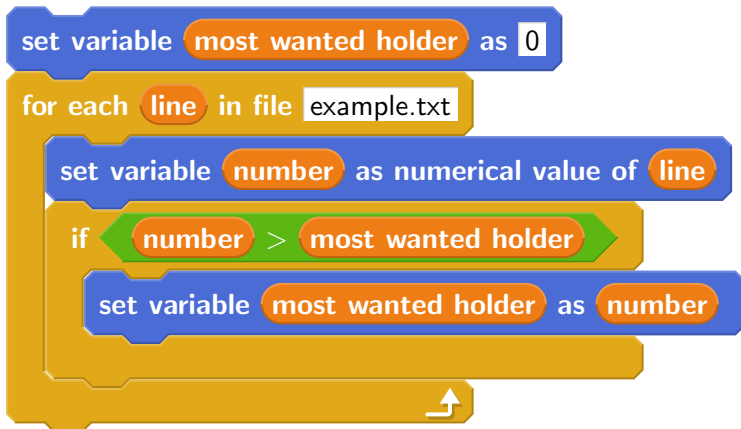 set variable most wanted holder as 0
for each line in file example.txt
set variable number as numerical value of line
if number > most wanted holder
set variable most wanted holder as number